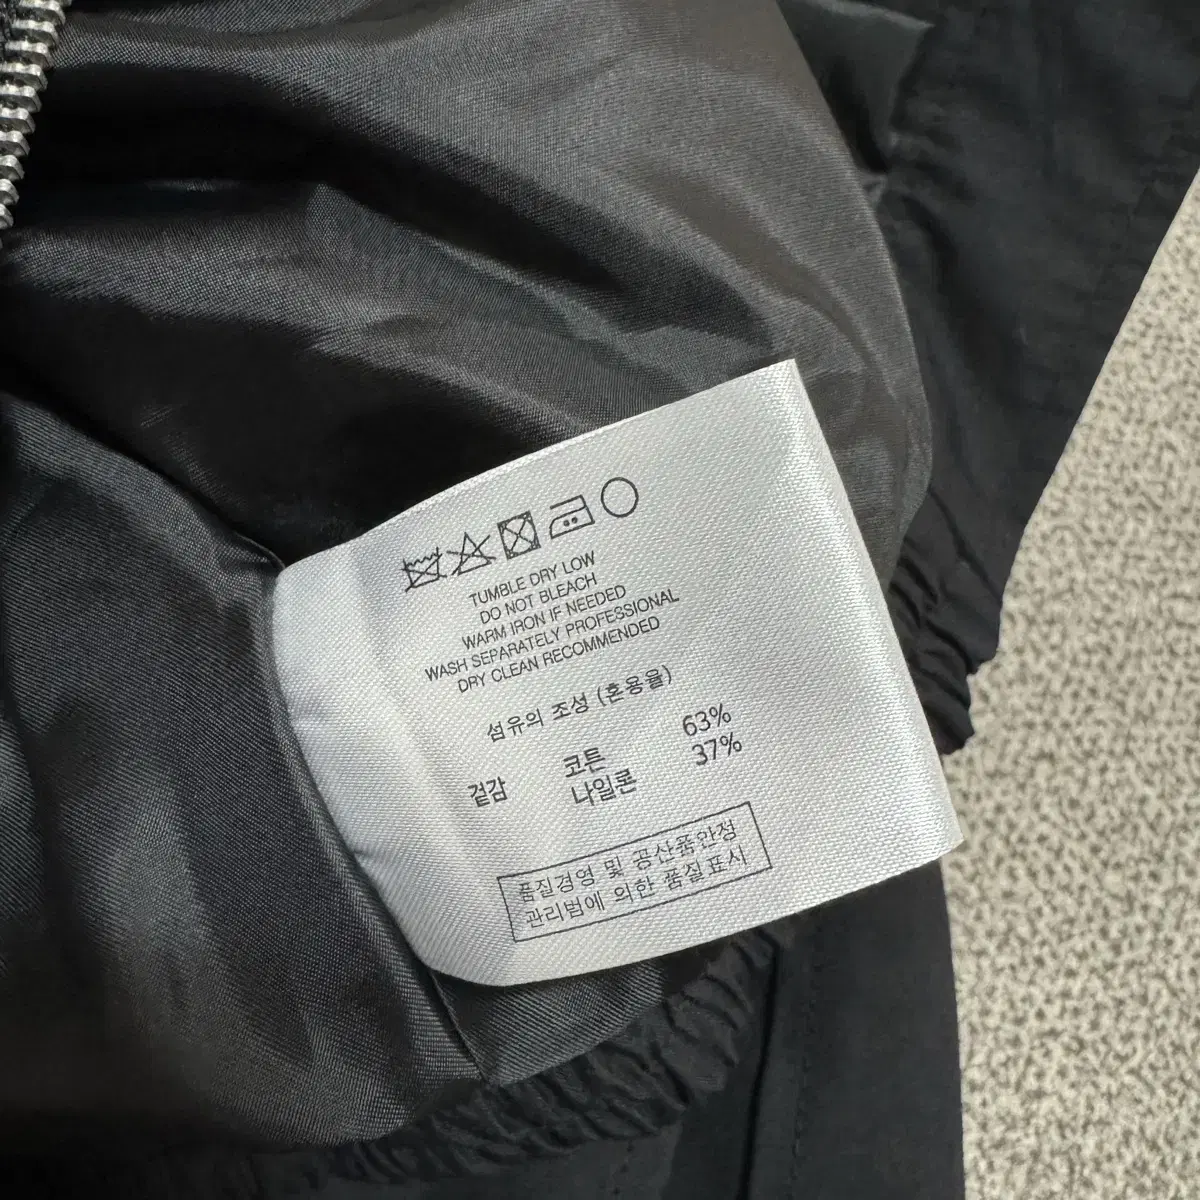 TUMBLE DRY LOW
DO NOT BLEACH
WARM IRON IF NEEDED
WASH SEPARATELY PROFESSIONAL
DRY CLEAN RECOMMENDED
섬유의 조성 (혼용율)
겉감 코튼 63%
나일론 37%
품질경영 및 공산품안정
관리범에 의한 품질표시